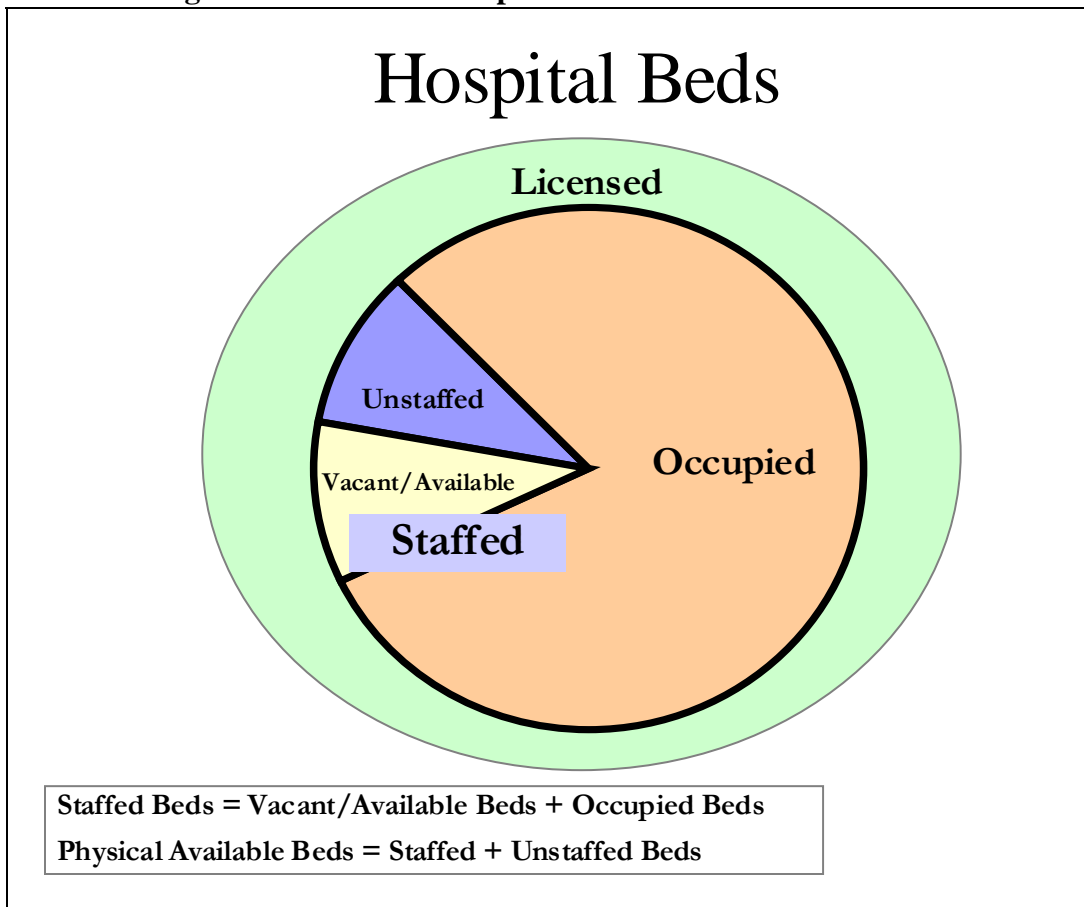 Hospital Beds
Licensed
Unstaffed
Occupied
Vacant/Available
Staffed
Staffed Beds = Vacant/Available Beds + Occupied Beds
Physical Available Beds = Staffed + Unstaffed Beds